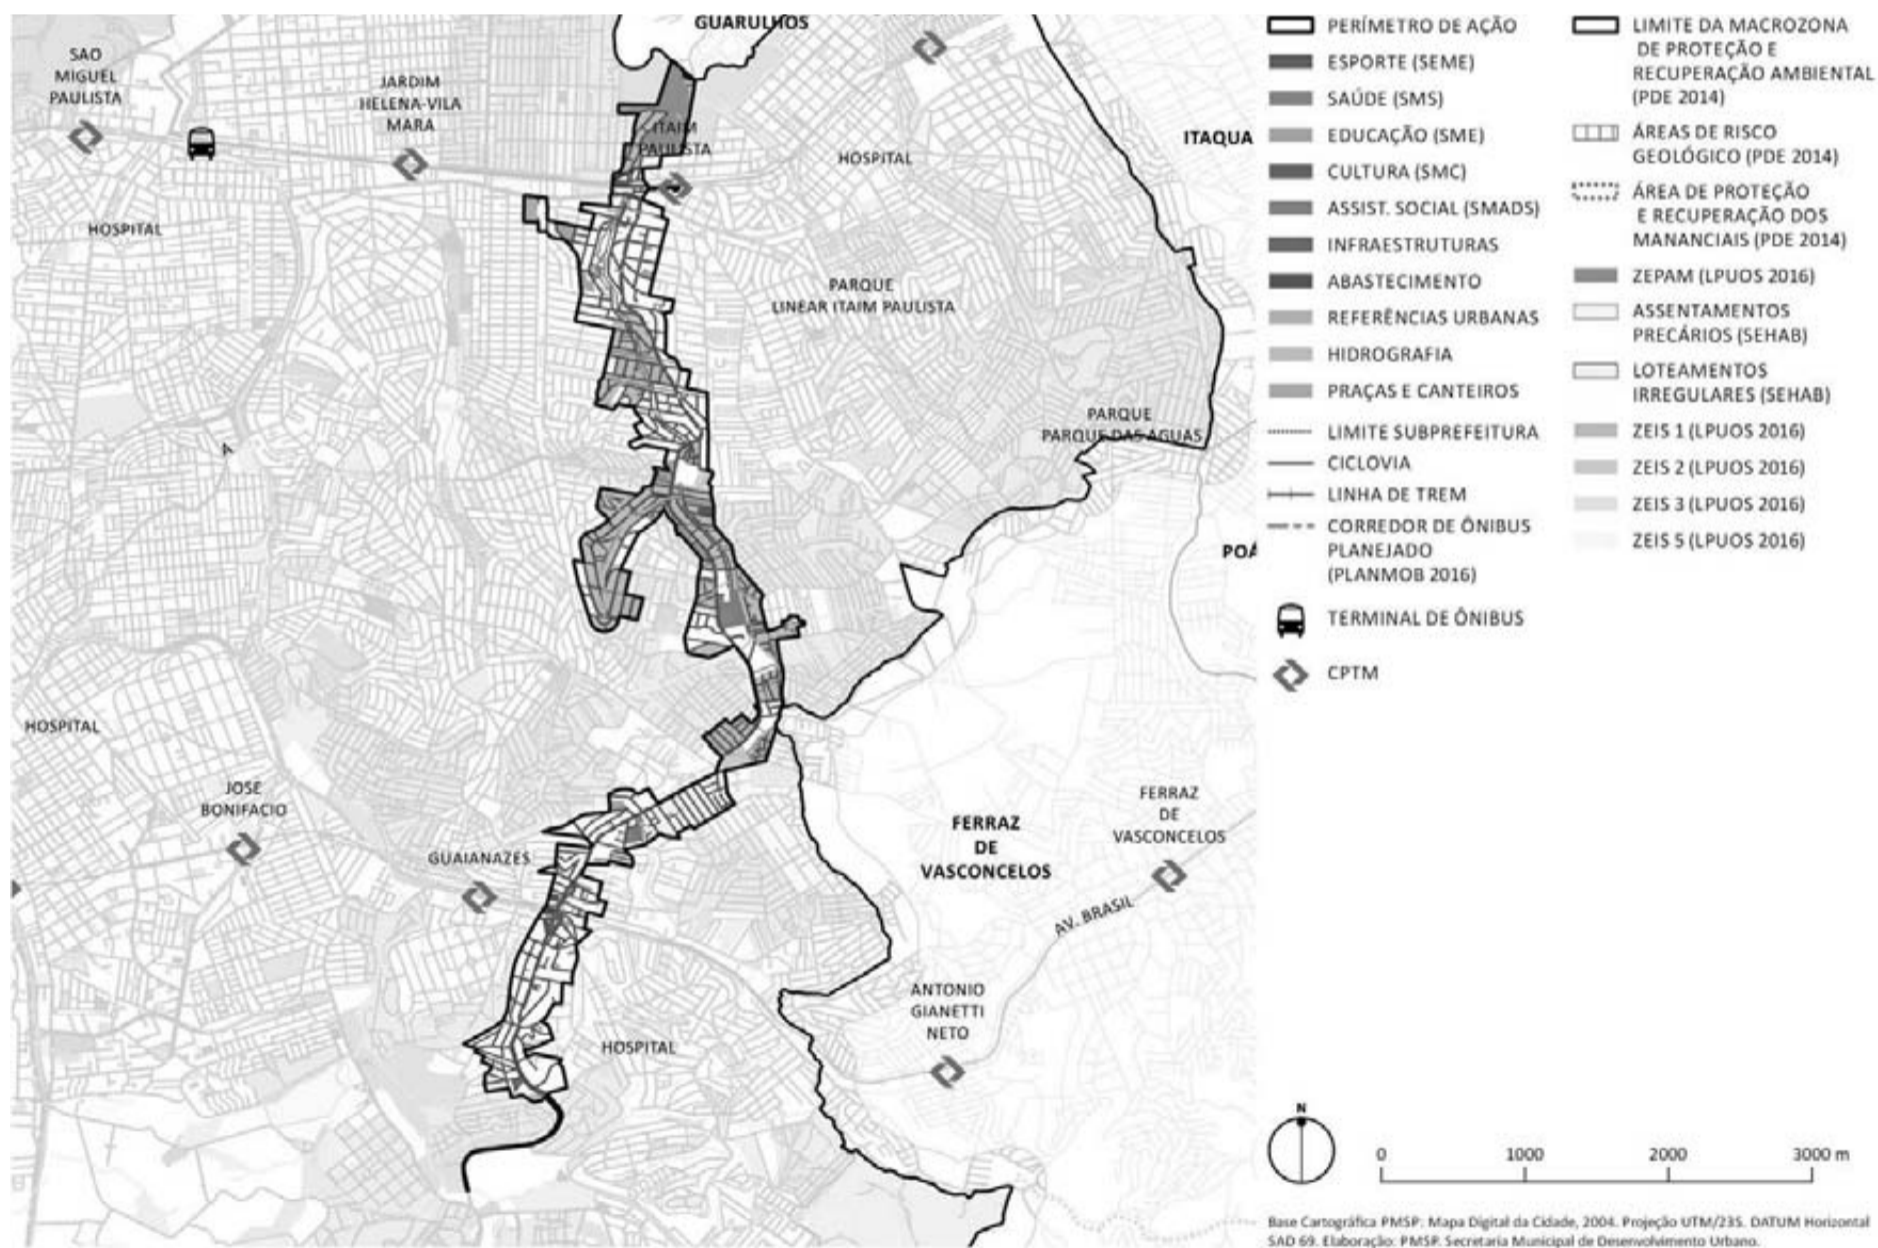 GUARULHOS
SAO
MIGUEL
PAULISTA
JARDIM
HELENA-VILA
MARA
ITAIM
PAULISTA
HOSPITAL
ITAQUA
HOSPITAL
PARQUE
LINEAR ITAIM PAULISTA
PARQUE
PARQUE DAS AGUAS
POÁ
HOSPITAL
JOSE
BONIFACIO
GUAIANAZES
FERRAZ
DE
VASCONCELOS
FERRAZ
DE
VASCONCELOS
AV. BRASIL
ANTONIO
GIANETTI
NETO
HOSPITAL
PERÍMETRO DE AÇÃO
ESPORTE (SEME)
SAÚDE (SMS)
EDUCAÇÃO (SME)
CULTURA (SMC)
ASSIST. SOCIAL (SMADS)
INFRAESTRUTURAS
ABASTECIMENTO
REFERÊNCIAS URBANAS
HIDROGRAFIA
PRAÇAS E CANTEIROS
LIMITE SUBPREFEITURA
CICLOVIA
LINHA DE TREM
CORREDOR DE ÔNIBUS
PLANEJADO
(PLANMOB 2016)
TERMINAL DE ÔNIBUS
CPTM
LIMITE DA MACROZONA
DE PROTEÇÃO E
RECUPERAÇÃO AMBIENTAL
(PDE 2014)
ÁREAS DE RISCO
GEOLÓGICO (PDE 2014)
ÁREA DE PROTEÇÃO
E RECUPERAÇÃO DOS
MANANCIAIS (PDE 2014)
ZEPAM (LPUOS 2016)
ASSENTAMENTOS
PRECÁRIOS (SEHAB)
LOTEAMENTOS
IRREGULARES (SEHAB)
ZEIS 1 (LPUOS 2016)
ZEIS 2 (LPUOS 2016)
ZEIS 3 (LPUOS 2016)
ZEIS 5 (LPUOS 2016)
N
0 1000 2000 3000 m
Base Cartográfica PMSP: Mapa Digital da Cidade, 2004. Projeção UTM/23S. DATUM Horizontal
SAD 69. Elaboração: PMSP. Secretaria Municipal de Desenvolvimento Urbano.